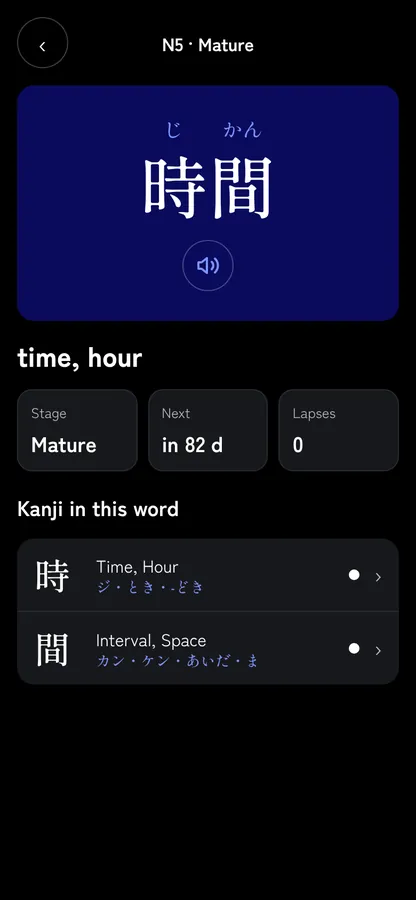 N5 · Mature
じ かん
時間
time, hour
Stage Next Lapses
Mature in 82 d 0
Kanji in this word
時 Time, Hour
ジ・とき・-どき
間 Interval, Space
カン・ケン・あいだ・ま